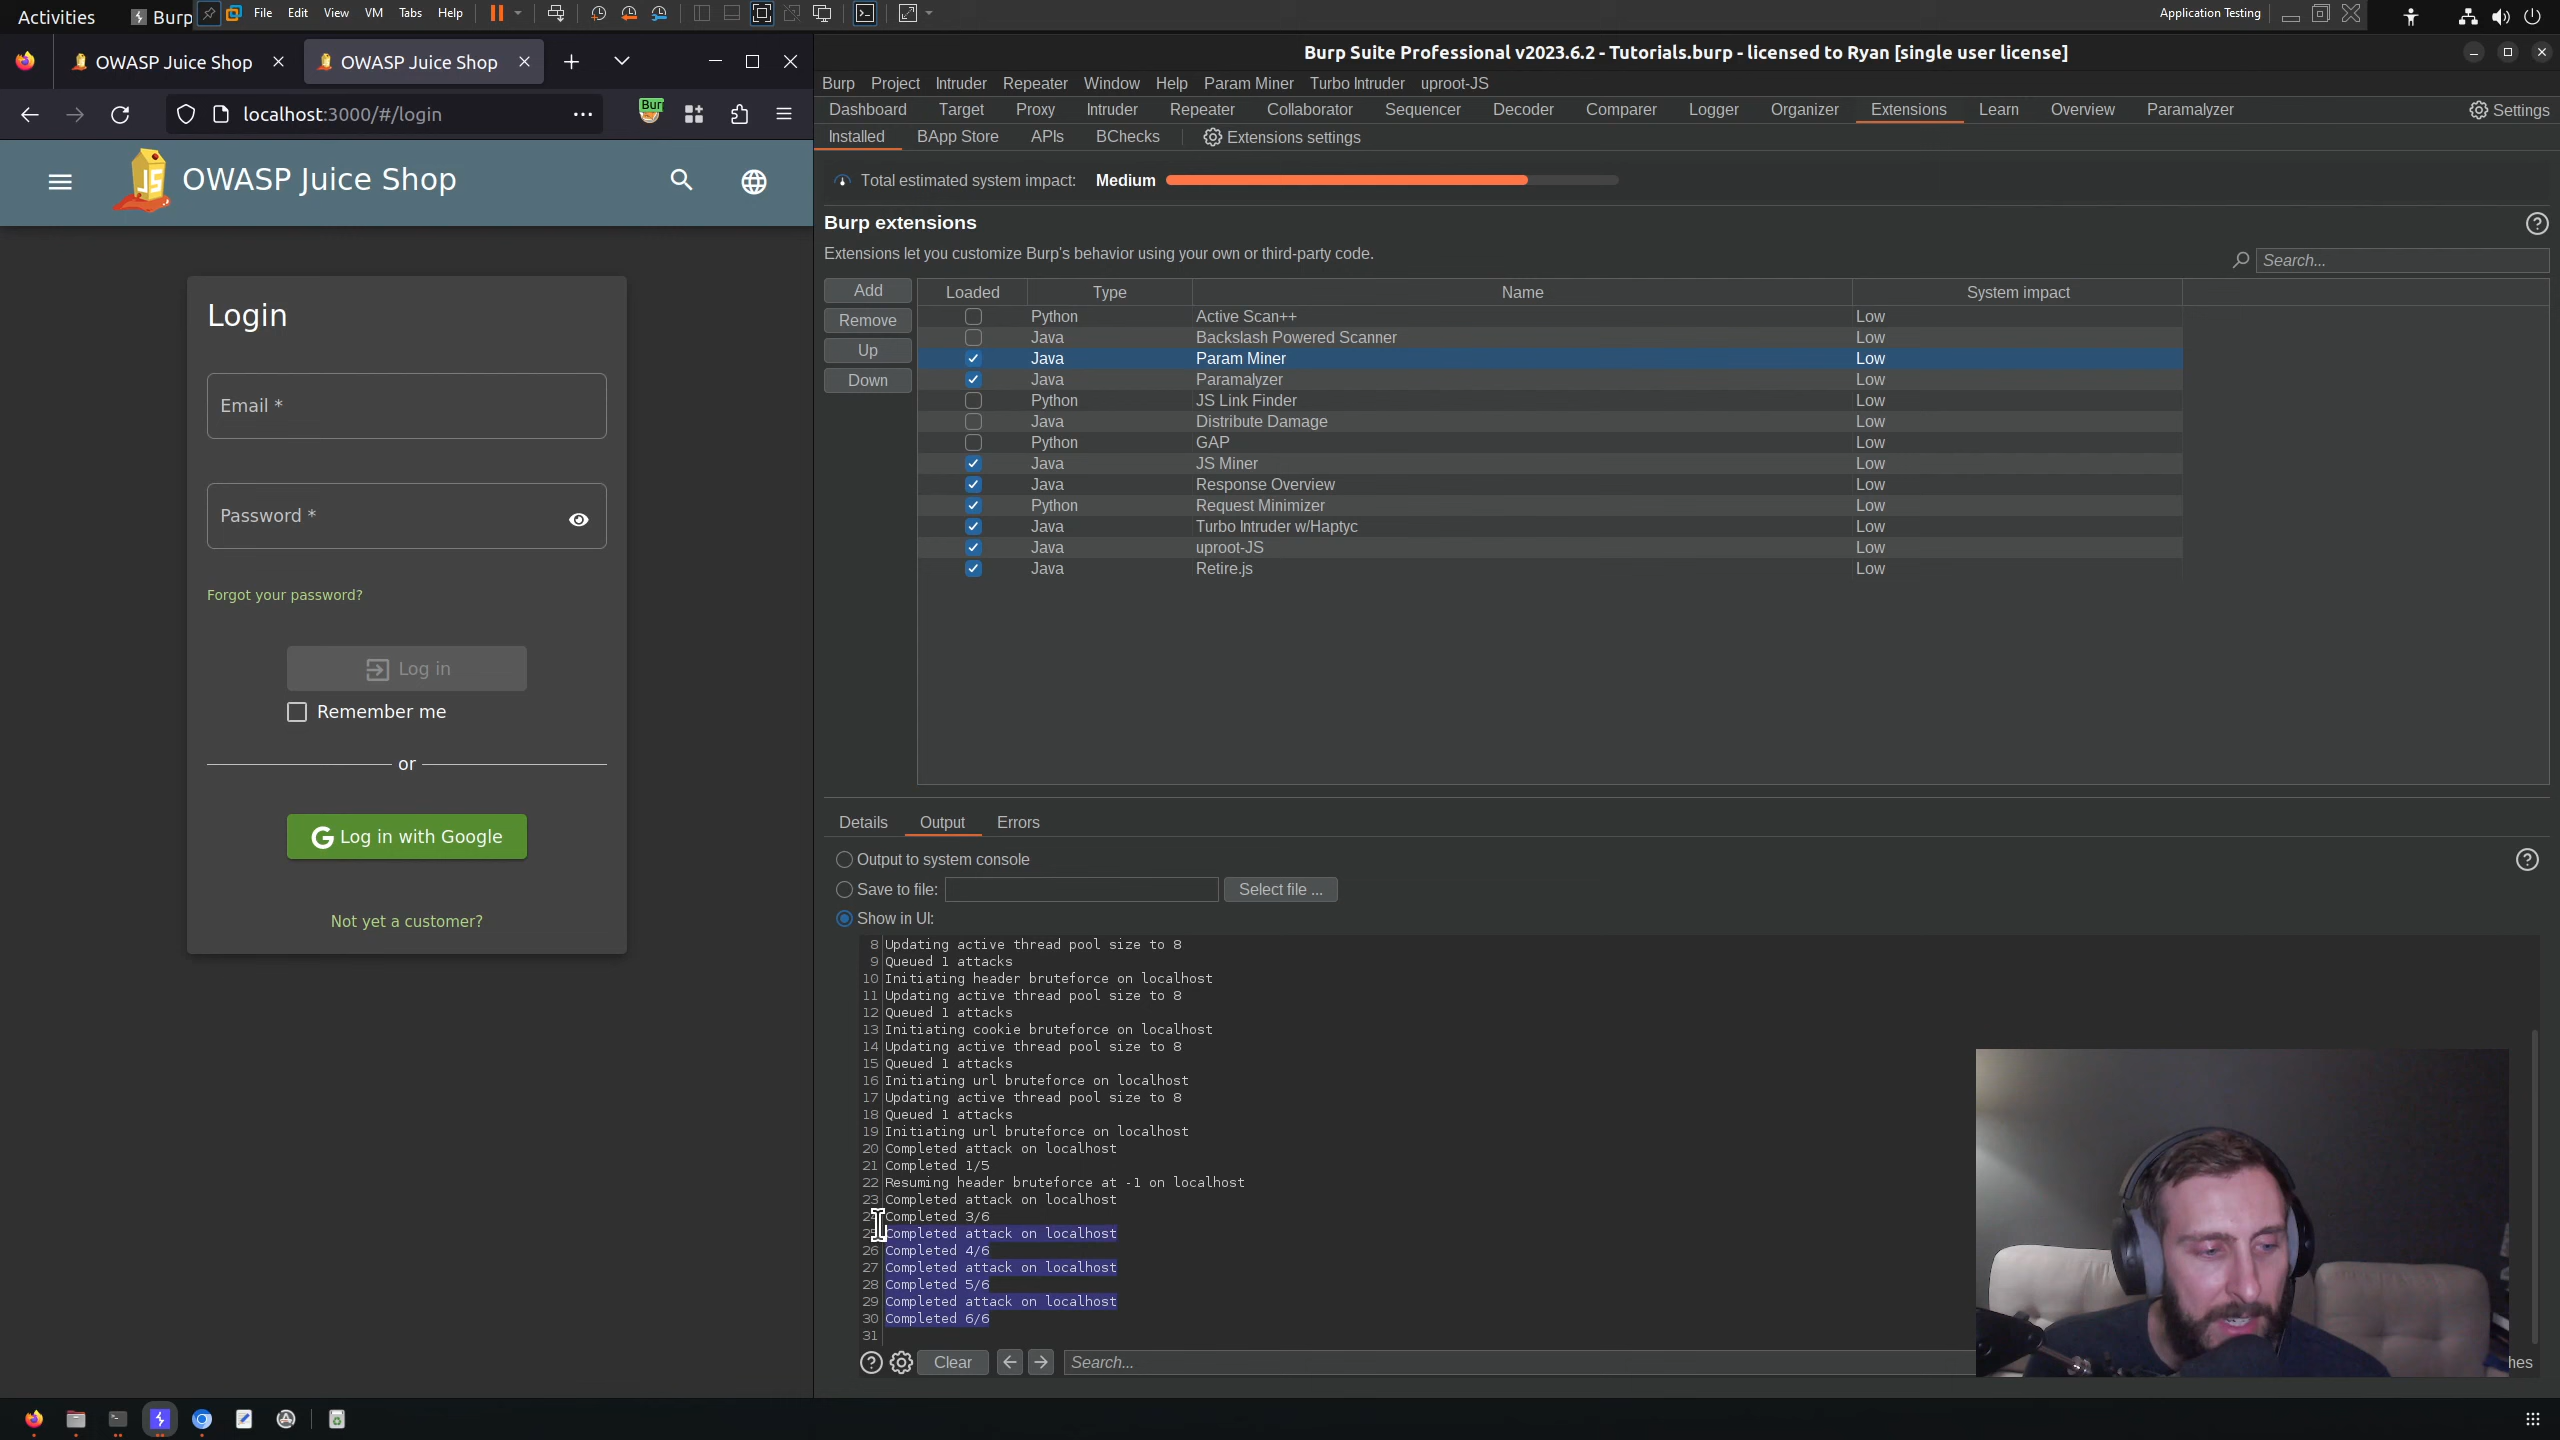 Activities
Burp
File Edit View VM Tabs Help
Application Testing
OWASP Juice Shop
OWASP Juice Shop
localhost:3000/#/login
Bur
OWASP Juice Shop
Login
Email *
Password *
Forgot your password?
Log in
Remember me
or
G Log in with Google
Not yet a customer?
Burp Suite Professional v2023.6.2 - Tutorials.burp - licensed to Ryan [single user license]
Burp Project Intruder Repeater Window Help Param Miner Turbo Intruder uproot-JS
Dashboard Target Proxy Intruder Repeater Collaborator Sequencer Decoder Comparer Logger Organizer Extensions Learn Overview Paramalyzer Settings
Installed BApp Store APIs BChecks Extensions settings
Total estimated system impact: Medium
Burp extensions
Extensions let you customize Burp's behavior using your own or third-party code.
Search...
Add
Remove
Up
Down
Loaded Type Name System impact
Python Active Scan++ Low
Java Backslash Powered Scanner Low
Java Param Miner Low
Java Paramalyzer Low
Python JS Link Finder Low
Java Distribute Damage Low
Python GAP Low
Java JS Miner Low
Java Response Overview Low
Python Request Minimizer Low
Java Turbo Intruder w/Haptyc Low
Java uproot-JS Low
Java Retire.js Low
Details Output Errors
Output to system console
Save to file: Select file ...
Show in UI:
8 Updating active thread pool size to 8
9 Queued 1 attacks
10 Initiating header bruteforce on localhost
11 Updating active thread pool size to 8
12 Queued 1 attacks
13 Initiating cookie bruteforce on localhost
14 Updating active thread pool size to 8
15 Queued 1 attacks
16 Initiating url bruteforce on localhost
17 Updating active thread pool size to 8
18 Queued 1 attacks
19 Initiating url bruteforce on localhost
20 Completed attack on localhost
21 Completed 1/5
22 Resuming header bruteforce at -1 on localhost
23 Completed attack on localhost
Completed 3/6
Completed attack on localhost
26 Completed 4/6
27 Completed attack on localhost
28 Completed 5/6
29 Completed attack on localhost
30 Completed 6/6
31
Clear Search... hes